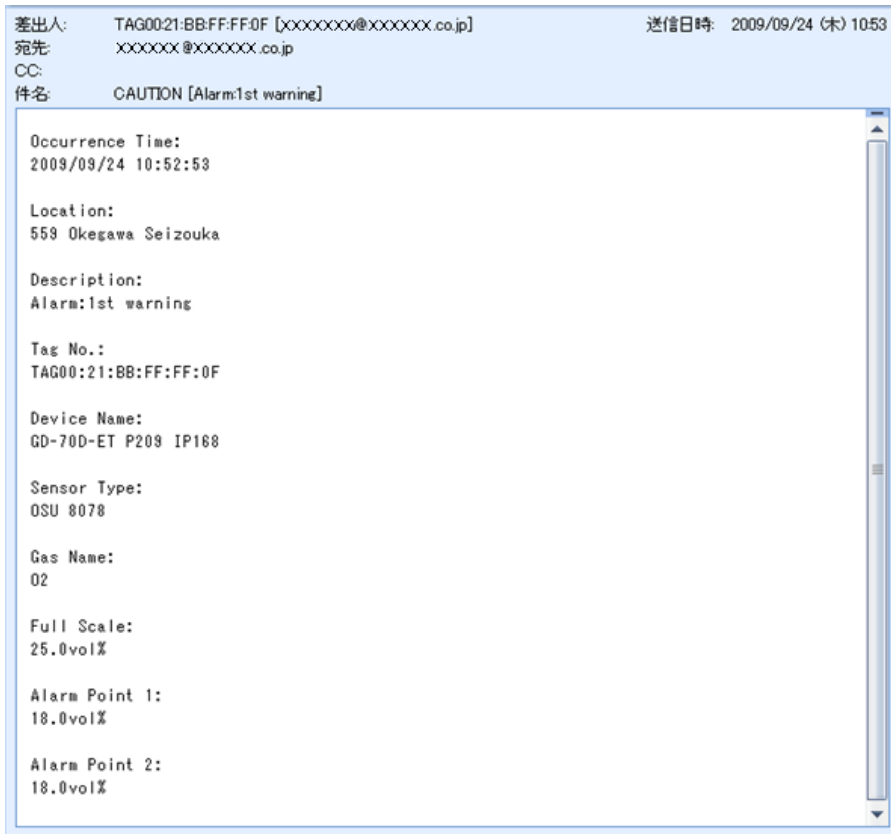 差出人: TAG00:21:BB:FF:FF:0F [xxxxxxx@xxxxxxx.co.jp] 送信日時: 2009/09/24 (木) 10:53
宛先: xxxxxx@xxxxxxx.co.jp
CC:
件名: CAUTION [Alarm:1st warning]
Occurrence Time:
2009/09/24 10:52:53
Location:
559 Okegawa Seizouka
Description:
Alarm:1st warning
Tag No.:
TAG00:21:BB:FF:FF:0F
Device Name:
GD-70D-ET P209 IP168
Sensor Type:
OSU 8078
Gas Name:
O2
Full Scale:
25.0vol%
Alarm Point 1:
18.0vol%
Alarm Point 2:
18.0vol%